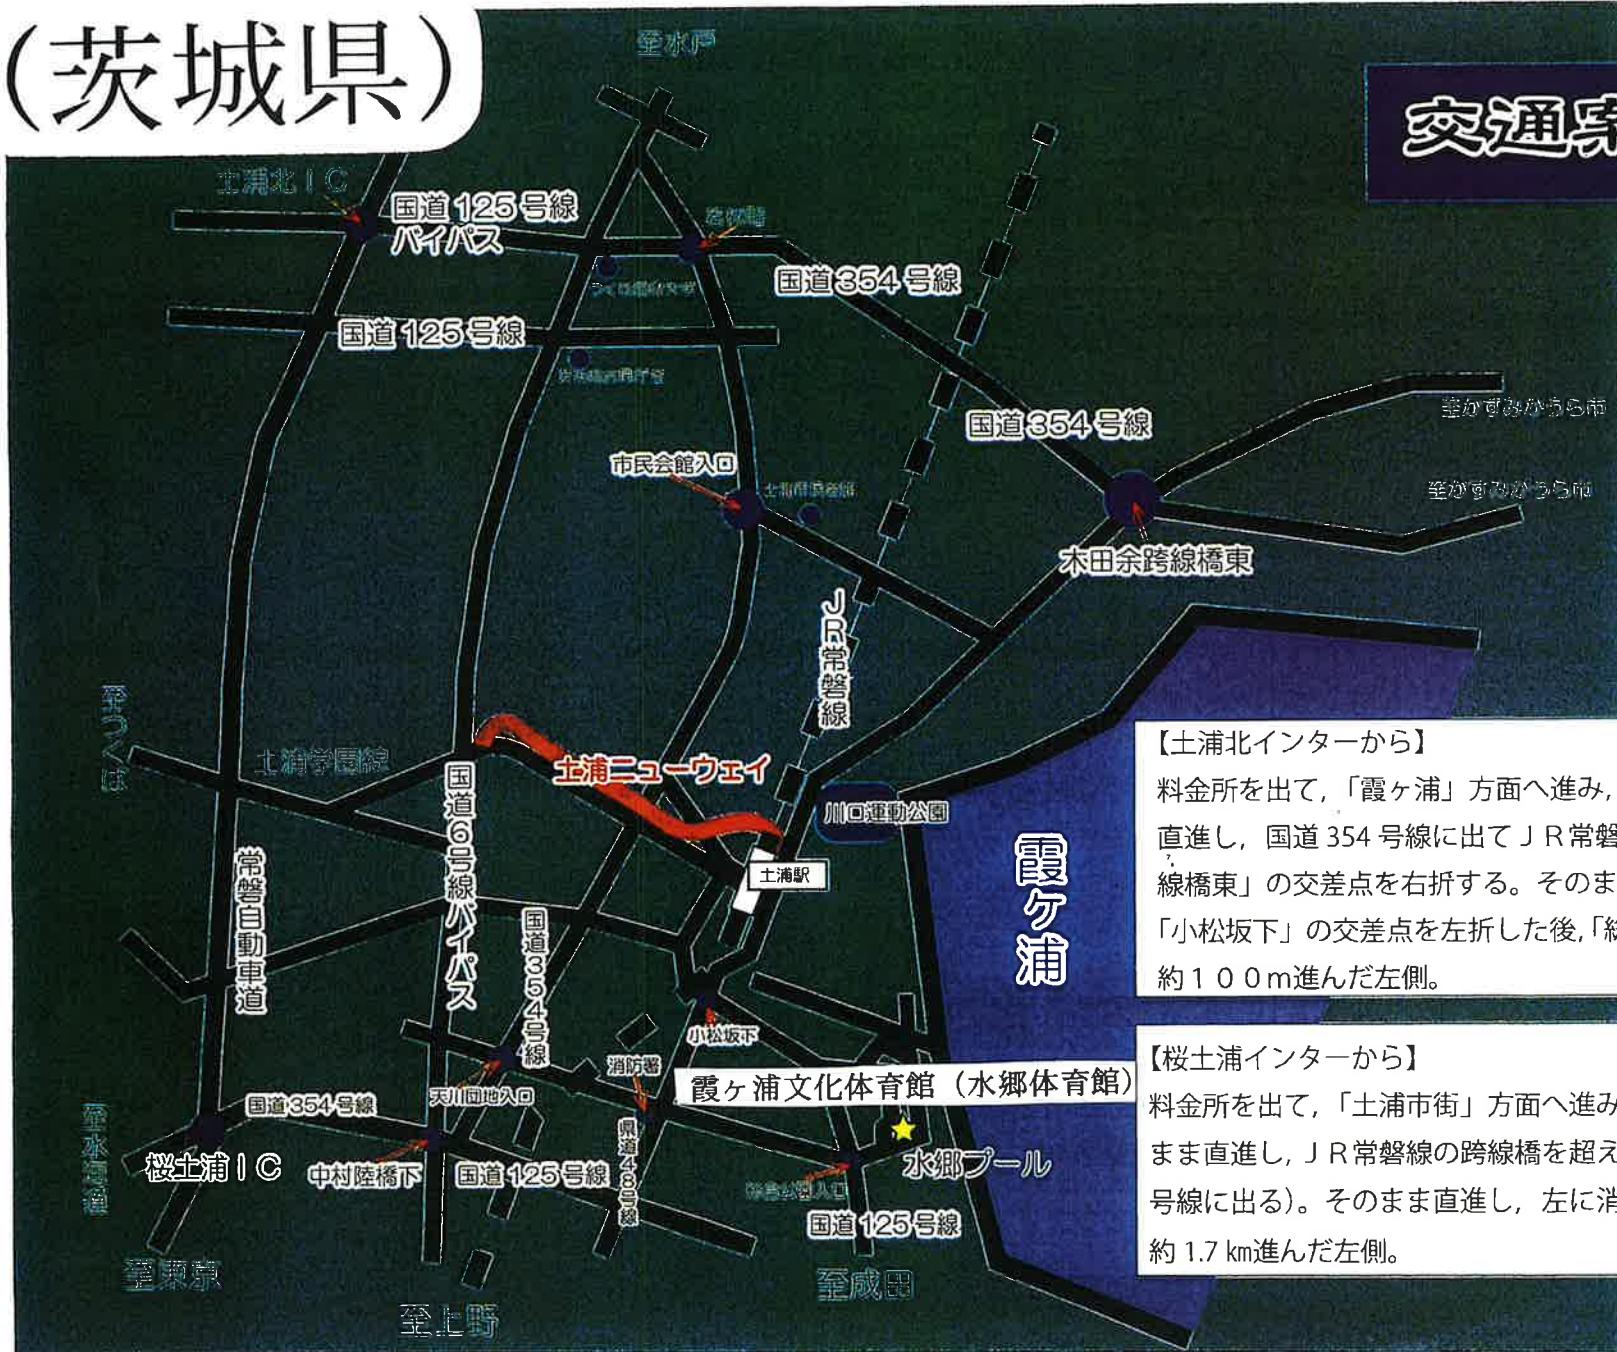 (茨城県)
至水戸
交通案
土浦北IC
国道125号線
バイパス
国道354号線
国道125号線
国道354号線
至かすみがうら市
市民会館入口
土浦市民会館
至かすみがうら市
木田余跨線橋東
JR常磐線
至つくば
土浦学園線
土浦ニューウェイ
国道6号線バイパス
川口運動公園
土浦駅
霞ヶ浦
常磐自動車道
国道354号線
小松坂下
消防署
霞ヶ浦文化体育館(水郷体育館)
天川団地入口
国道354号線
桜土浦IC
中村陸橋下
国道125号線
県道48号線
水郷プール
国道125号線
至東京
至上野
至成田
【土浦北インターから】
料金所を出て,「霞ヶ浦」方面へ進み,
直進し, 国道354号線に出てJR常磐
線橋東」の交差点を右折する。そのま
「小松坂下」の交差点を左折した後,「
約100m進んだ左側。
【桜土浦インターから】
料金所を出て,「土浦市街」方面へ進み
まま直進し, JR常磐線の跨線橋を超え
号線に出る)。そのまま直進し, 左に消
約1.7km進んだ左側。